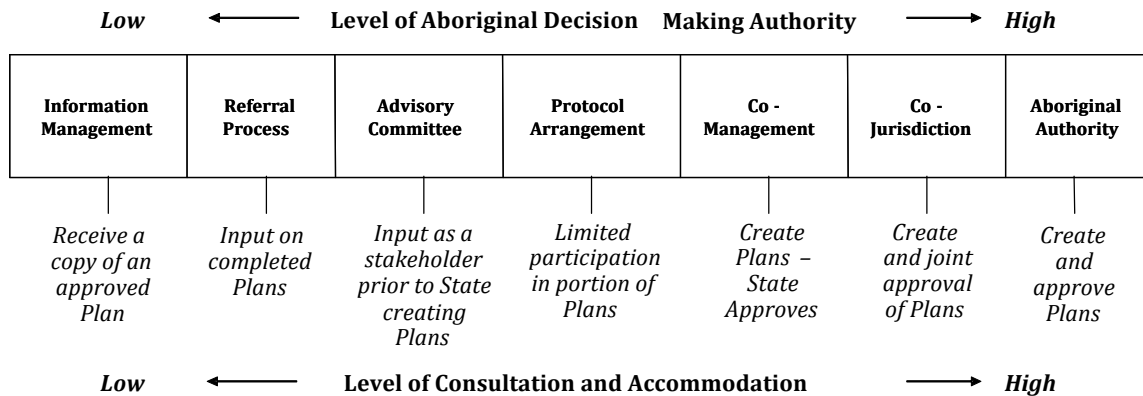 Low Level of Aboriginal Decision Making Authority High
Information
Management
Referral
Process
Advisory
Committee
Protocol
Arrangement
Co -
Management
Co -
Jurisdiction
Aboriginal
Authority
Receive a
copy of an
approved
Plan
Input on
completed
Plans
Input as a
stakeholder
prior to State
creating
Plans
Limited
participation
in portion of
Plans
Create
Plans –
State
Approves
Create
and joint
approval
of Plans
Create
and
approve
Plans
Low Level of Consultation and Accommodation High